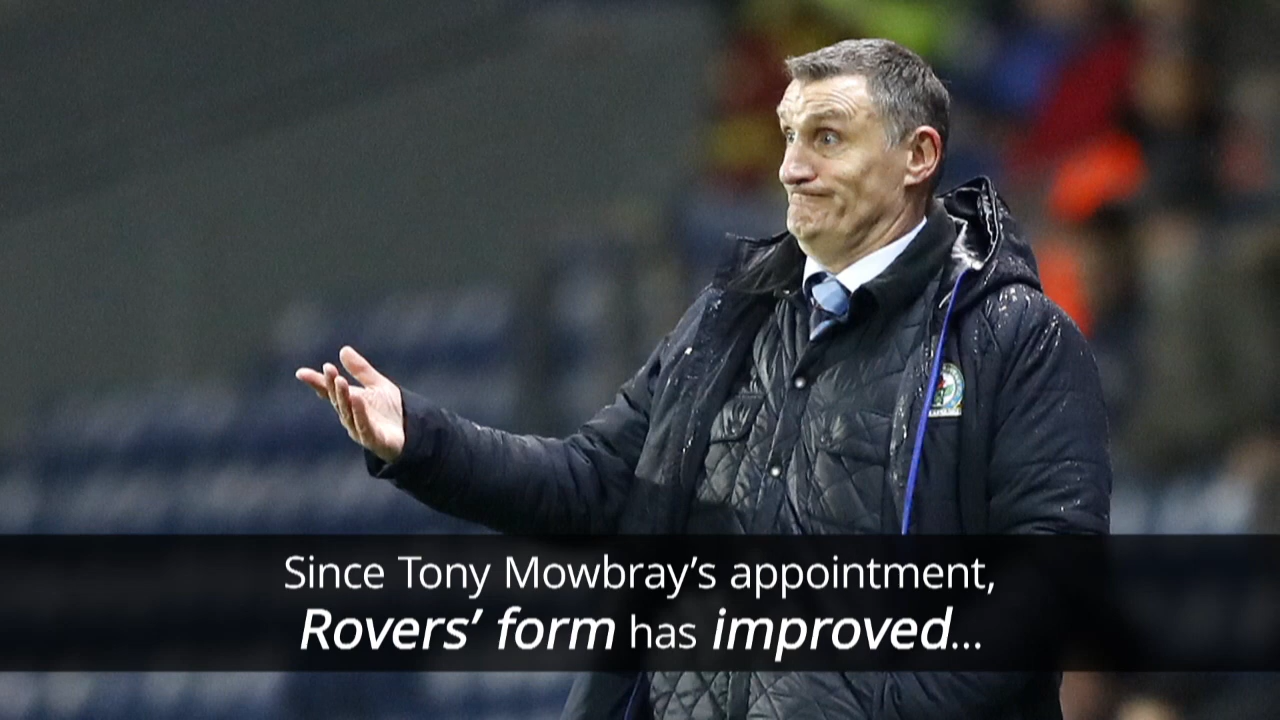 Since Tony Mowbray’s appointment,
Rovers’ form has improved...